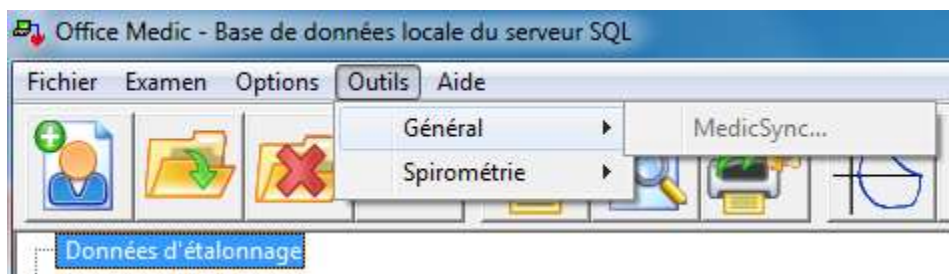 Office Medic - Base de données locale du serveur SQL
Fichier Examen Options Outils Aide
Général MedicSync...
Spirométrie
Données d'étalonnage